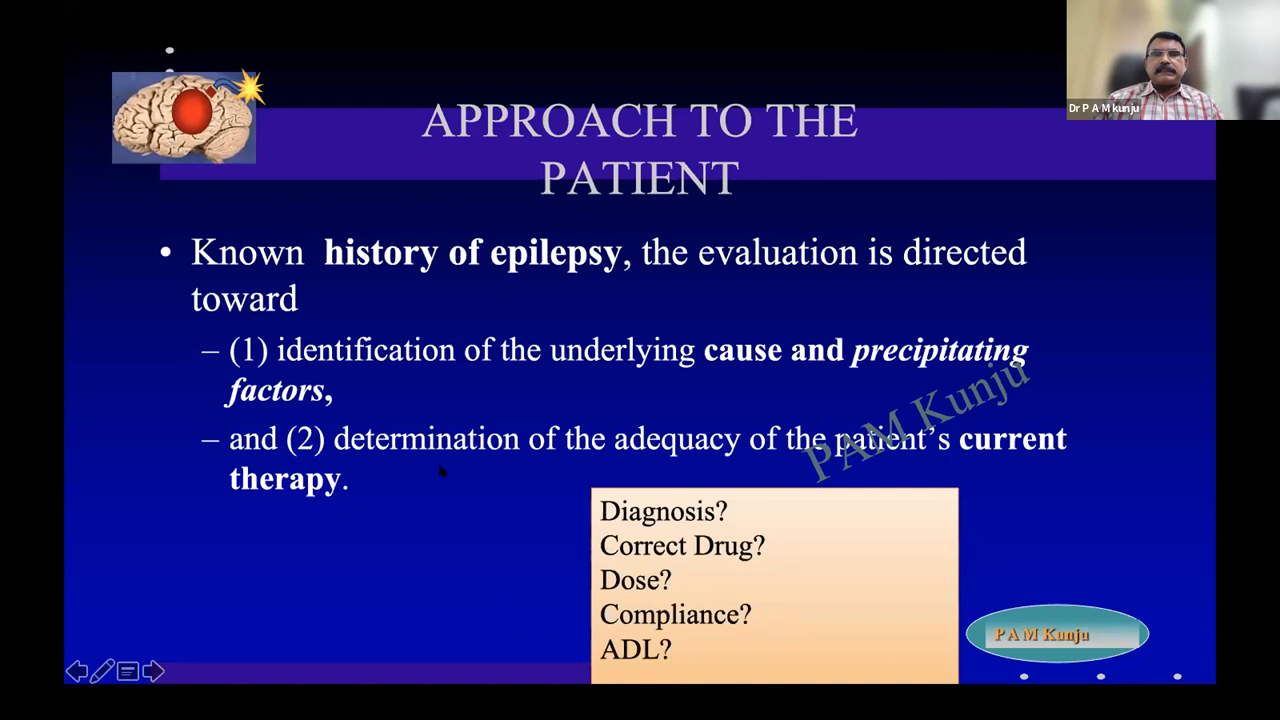 Dr P A M kunju
APPROACH TO THE
PATIENT
• Known history of epilepsy, the evaluation is directed
toward
– (1) identification of the underlying cause and precipitating
factors,
– and (2) determination of the adequacy of the patient’s current
therapy.
PAM Kunju
Diagnosis?
Correct Drug?
Dose?
Compliance?
ADL?
P A M Kunju